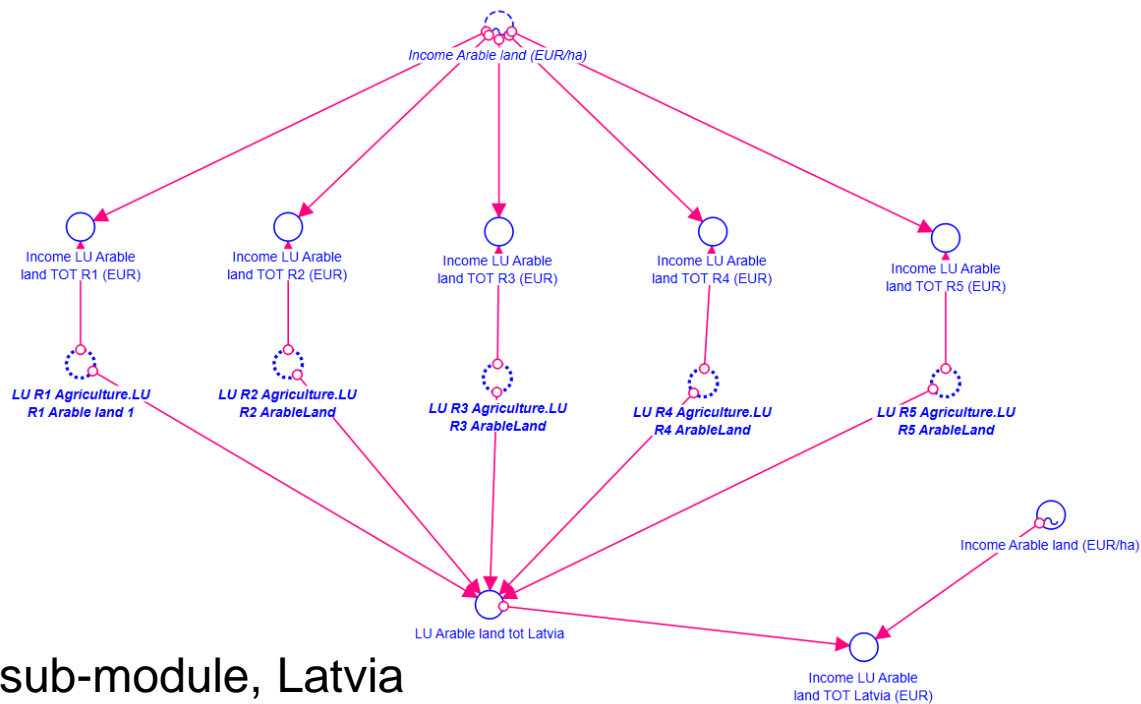 Income Arable land (EUR/ha)
Income LU Arable
land TOT R1 (EUR)
Income LU Arable
land TOT R2 (EUR)
Income LU Arable
land TOT R3 (EUR)
Income LU Arable
land TOT R4 (EUR)
Income LU Arable
land TOT R5 (EUR)
LU R1 Agriculture.LU
R1 Arable land 1
LU R2 Agriculture.LU
R2 ArableLand
LU R3 Agriculture.LU
R3 ArableLand
LU R4 Agriculture.LU
R4 ArableLand
LU R5 Agriculture.LU
R5 ArableLand
Income Arable land (EUR/ha)
LU Arable land tot Latvia
Income LU Arable
land TOT Latvia (EUR)
sub-module, Latvia